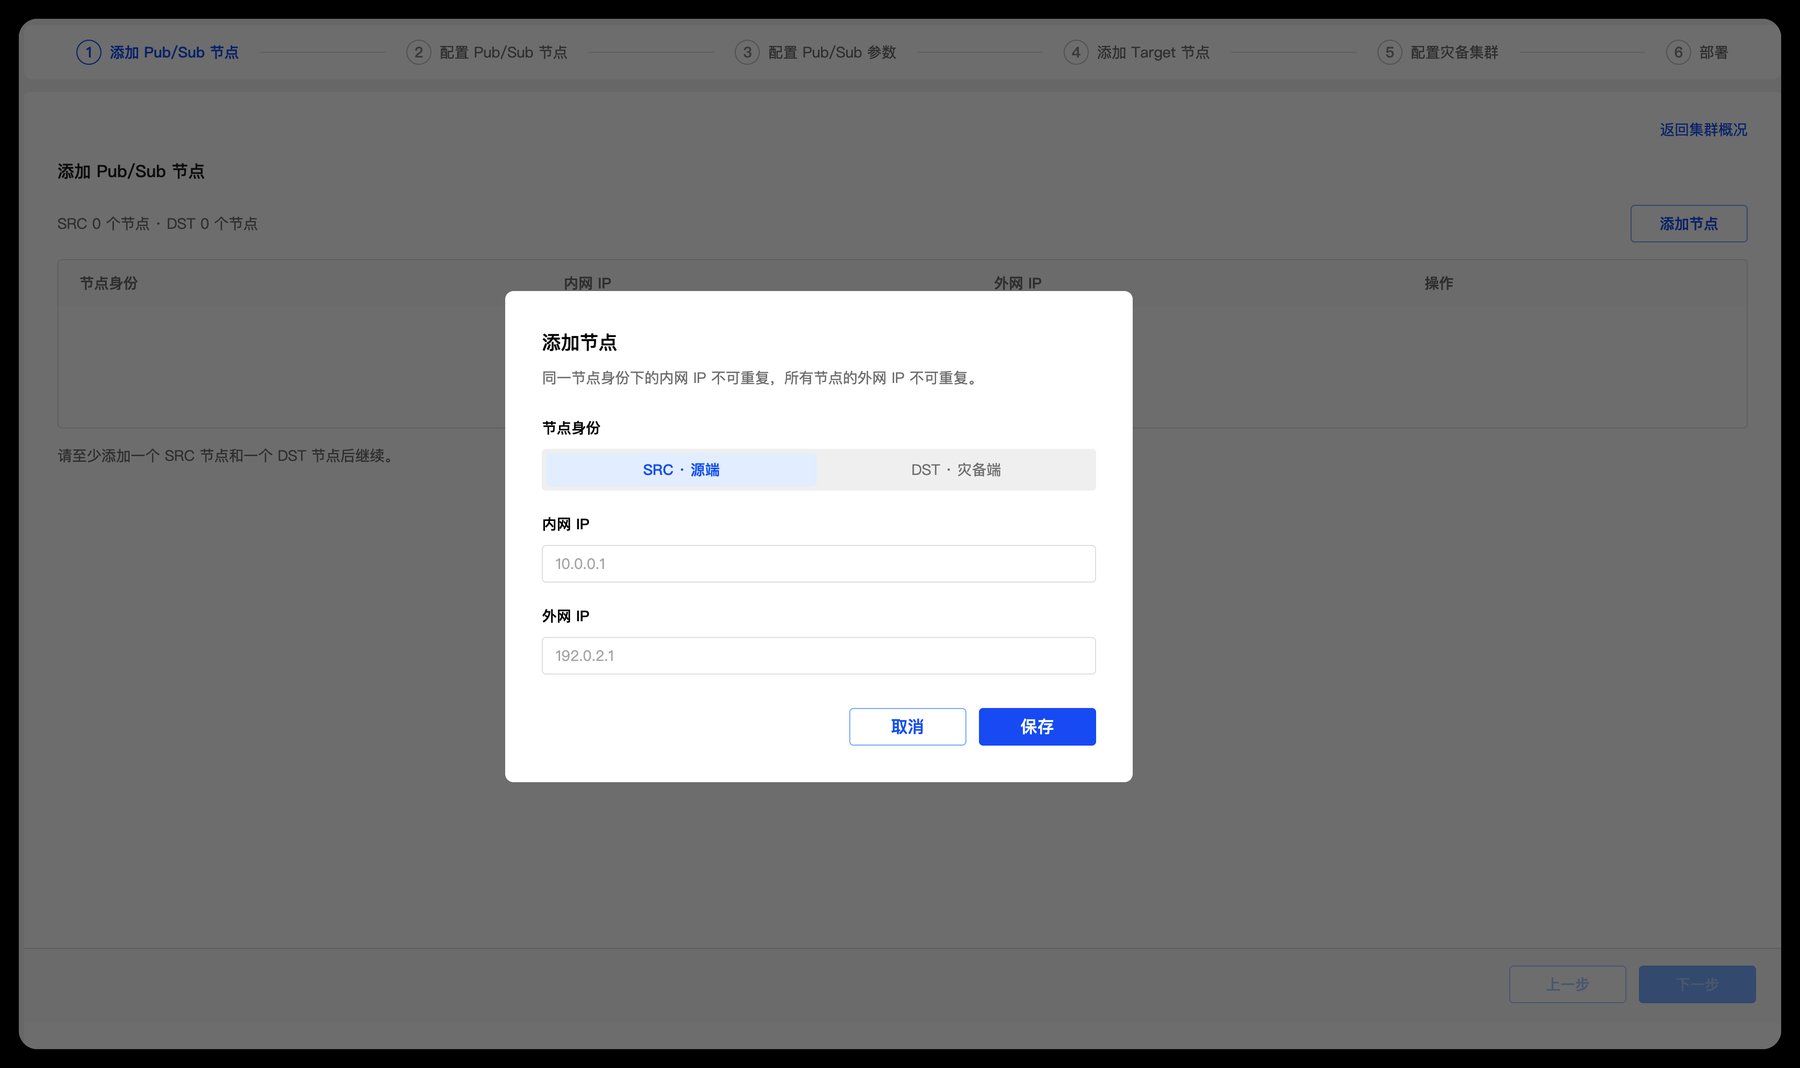 1 添加 Pub/Sub 节点 2 配置 Pub/Sub 节点 3 配置 Pub/Sub 参数 4 添加 Target 节点 5 配置灾备集群 6 部署
返回集群概况
添加 Pub/Sub 节点
SRC 0 个节点 · DST 0 个节点 添加节点
节点身份 内网 IP 外网 IP 操作
请至少添加一个 SRC 节点和一个 DST 节点后继续。
添加节点
同一节点身份下的内网 IP 不可重复，所有节点的外网 IP 不可重复。
节点身份
SRC · 源端 DST · 灾备端
内网 IP
10.0.0.1
外网 IP
192.0.2.1
取消 保存
上一步 下一步